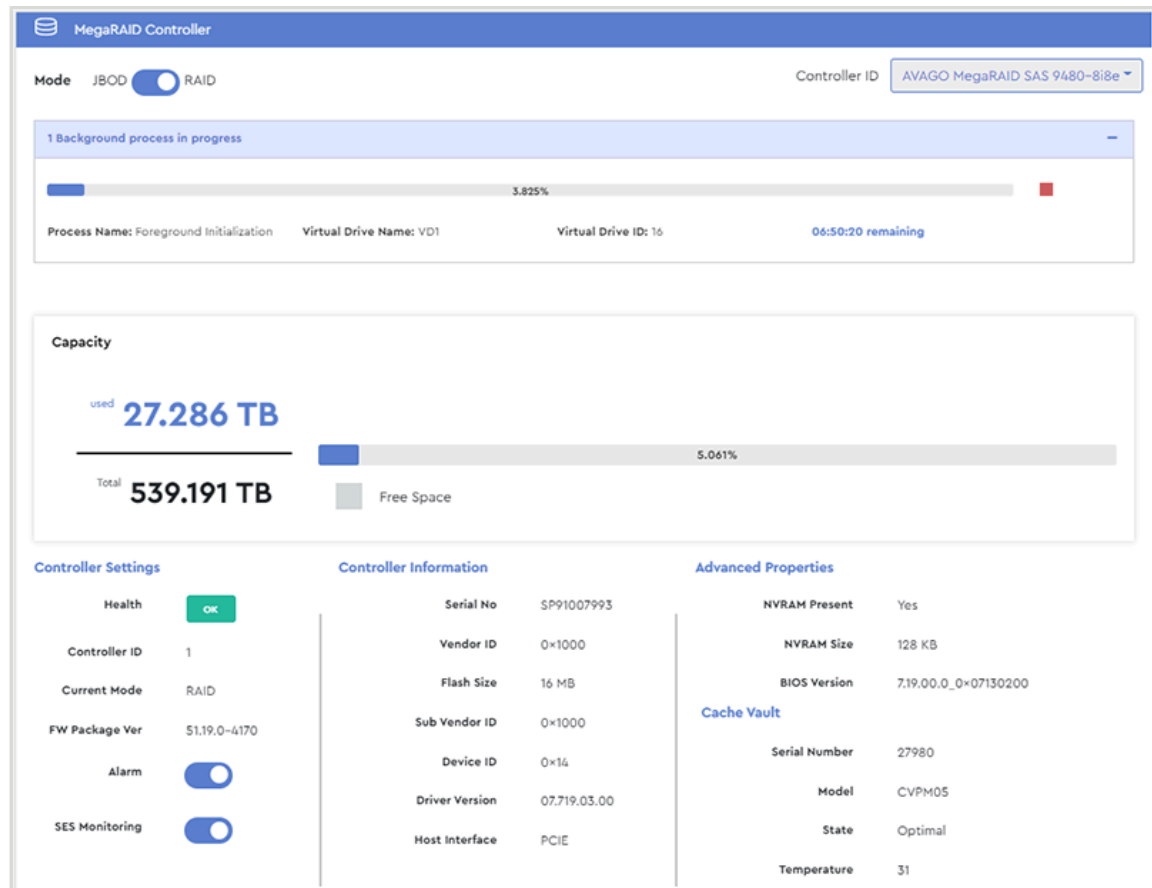 MegaRAID Controller
Mode JBOD RAID Controller ID AVAGO MegaRAID SAS 9480-8i8e
1 Background process in progress
3.825%
Process Name: Foreground Initialization Virtual Drive Name: VD1 Virtual Drive ID: 16 06:50:20 remaining
Capacity
used 27.286 TB
5.061%
Total 539.191 TB Free Space
Controller Settings
Health OK
Controller ID 1
Current Mode RAID
FW Package Ver 51.19.0-4170
Alarm
SES Monitoring
Controller Information
Serial No SP91007993
Vendor ID 0×1000
Flash Size 16 MB
Sub Vendor ID 0×1000
Device ID 0×14
Driver Version 07.719.03.00
Host Interface PCIE
Advanced Properties
NVRAM Present Yes
NVRAM Size 128 KB
BIOS Version 7.19.00.0_0×07130200
Cache Vault
Serial Number 27980
Model CVPM05
State Optimal
Temperature 31